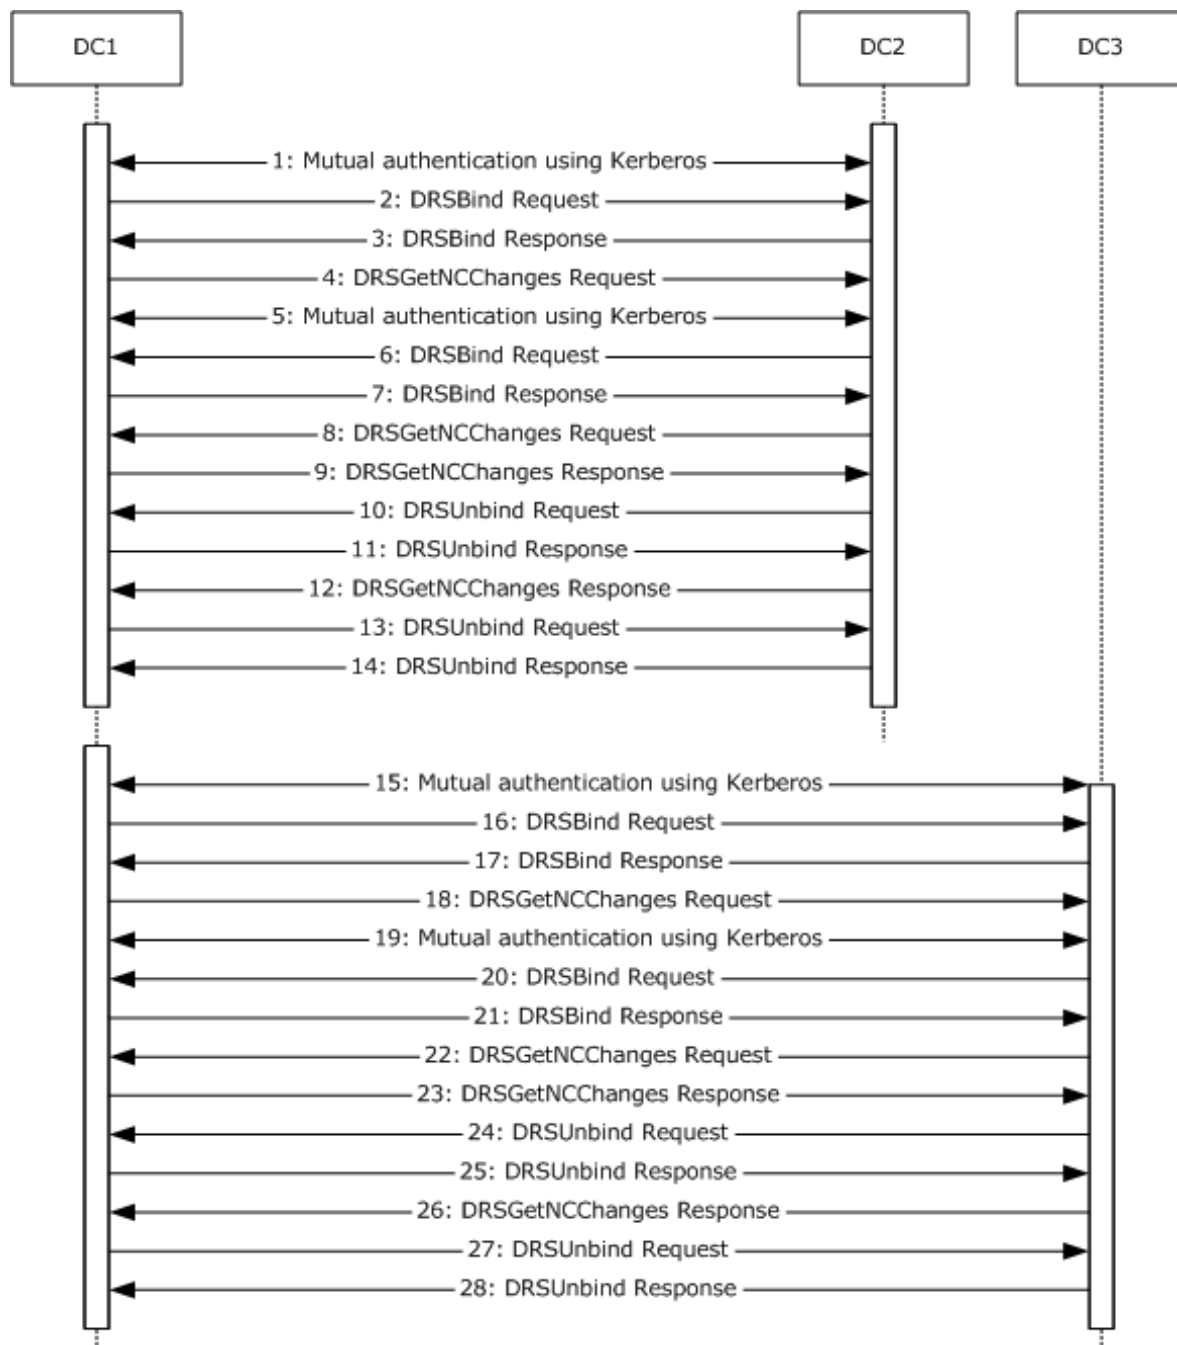 DC1
DC2
DC3
1: Mutual authentication using Kerberos
2: DRSBind Request
3: DRSBind Response
4: DRSGetNCChanges Request
5: Mutual authentication using Kerberos
6: DRSBind Request
7: DRSBind Response
8: DRSGetNCChanges Request
9: DRSGetNCChanges Response
10: DRSUnbind Request
11: DRSUnbind Response
12: DRSGetNCChanges Response
13: DRSUnbind Request
14: DRSUnbind Response
15: Mutual authentication using Kerberos
16: DRSBind Request
17: DRSBind Response
18: DRSGetNCChanges Request
19: Mutual authentication using Kerberos
20: DRSBind Request
21: DRSBind Response
22: DRSGetNCChanges Request
23: DRSGetNCChanges Response
24: DRSUnbind Request
25: DRSUnbind Response
26: DRSGetNCChanges Response
27: DRSUnbind Request
28: DRSUnbind Response